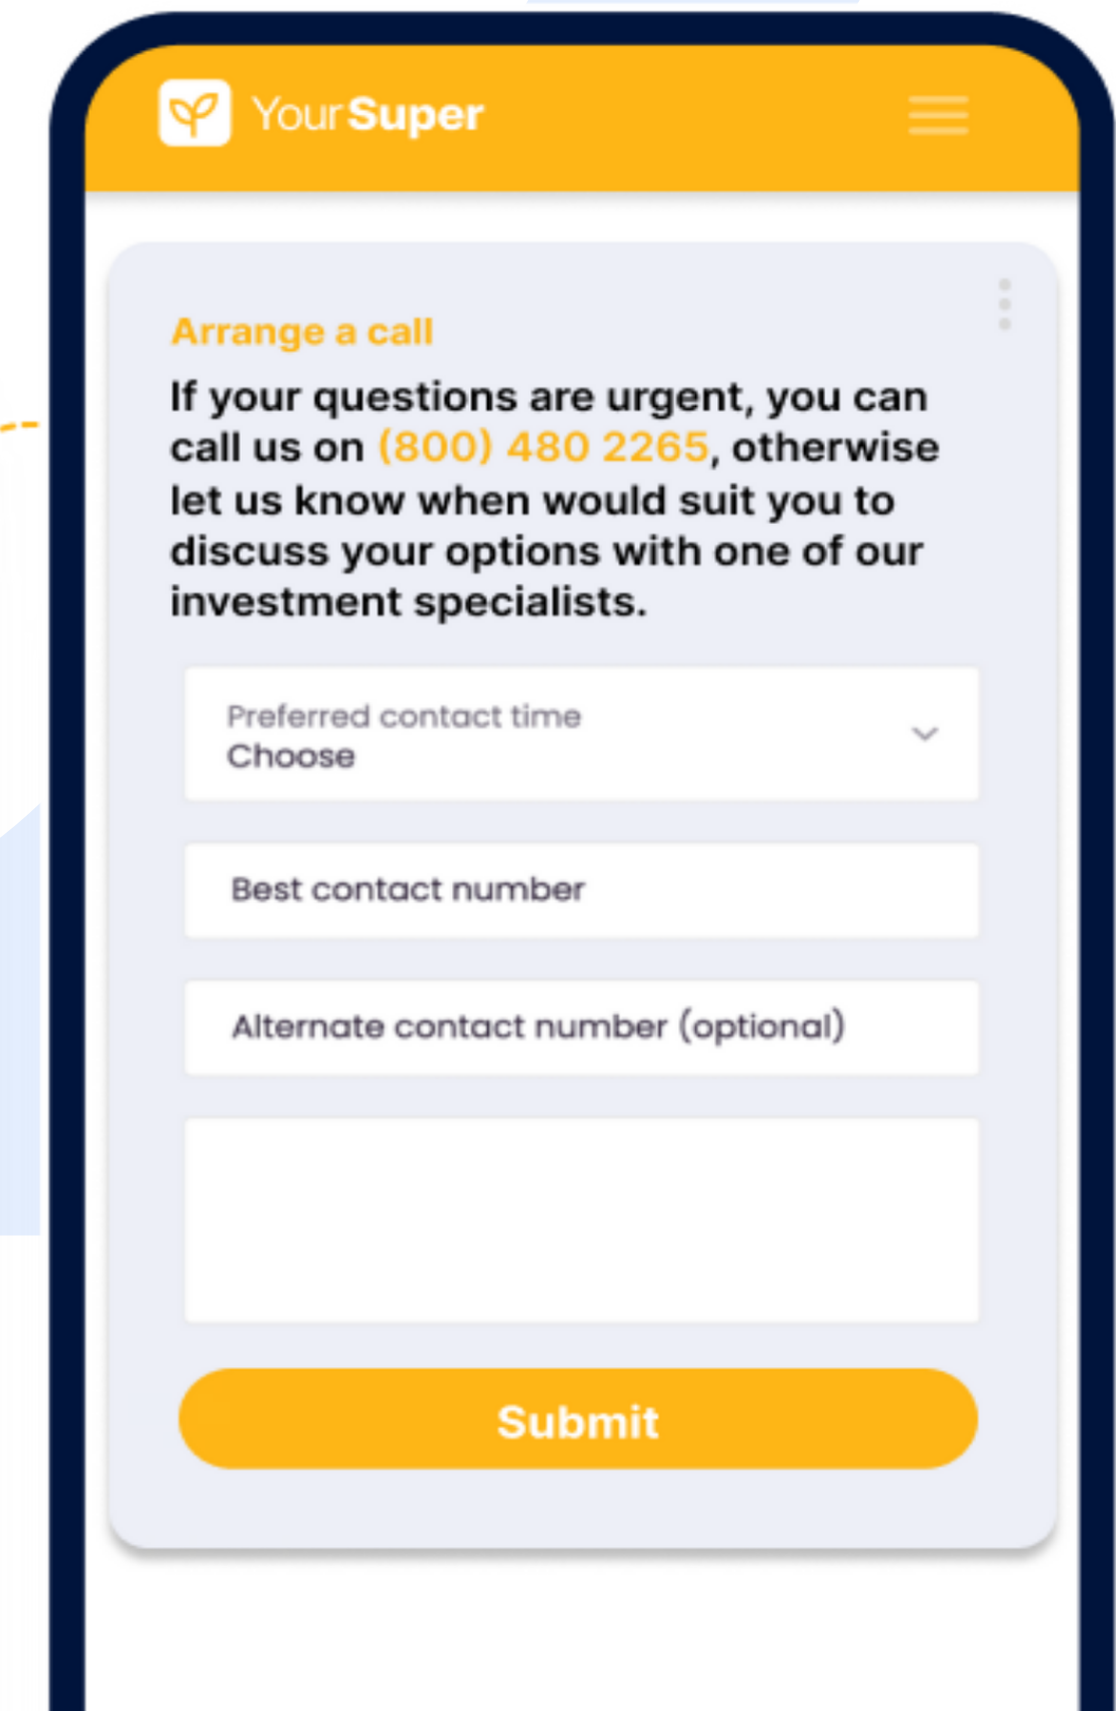 YourSuper
Arrange a call
If your questions are urgent, you can
call us on (800) 480 2265, otherwise
let us know when would suit you to
discuss your options with one of our
investment specialists.
Preferred contact time
Choose
Best contact number
Alternate contact number (optional)
Submit